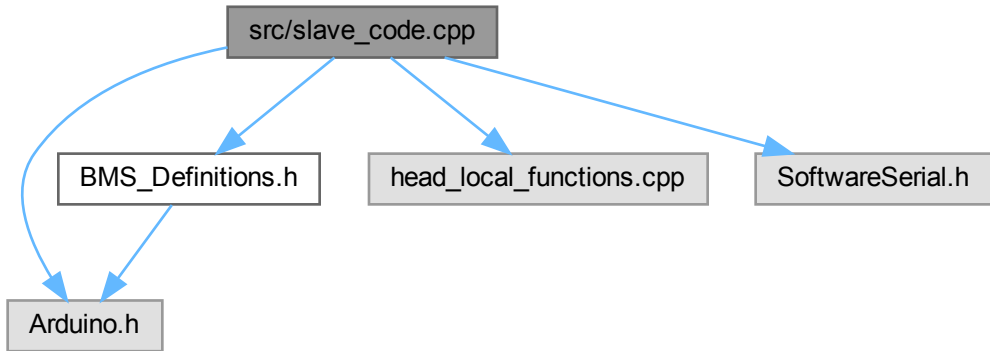 src/slave_code.cpp
BMS_Definitions.h
head_local_functions.cpp
SoftwareSerial.h
Arduino.h